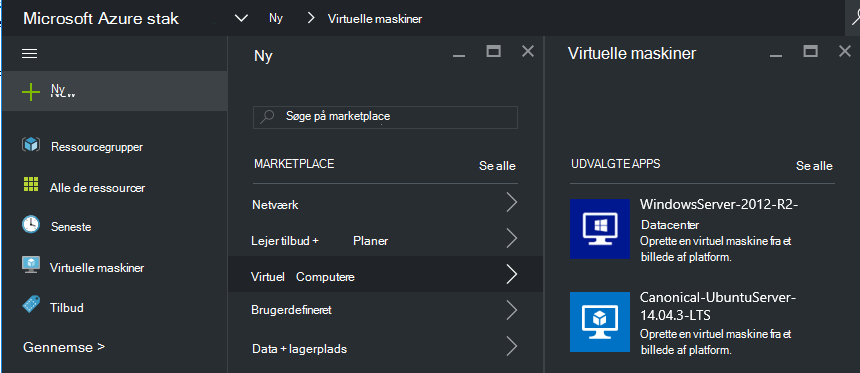 Microsoft Azure stak
Ny
Virtuelle maskiner
Ny
Ressourcegrupper
Alle de ressourcer
Seneste
Virtuelle maskiner
Tilbud
Gennemse >
Ny
Søge på marketplace
MARKETPLACE
Se alle
Netværk
Lejer tilbud + Planer
Virtuel Computere
Brugerdefineret
Data + lagerplads
Virtuelle maskiner
UDVALGTE APPS
Se alle
WindowsServer-2012-R2-
Datacenter
Oprette en virtuel maskine fra et
billede af platform.
Canonical-UbuntuServer-
14.04.3-LTS
Oprette en virtuel maskine fra et
billede af platform.